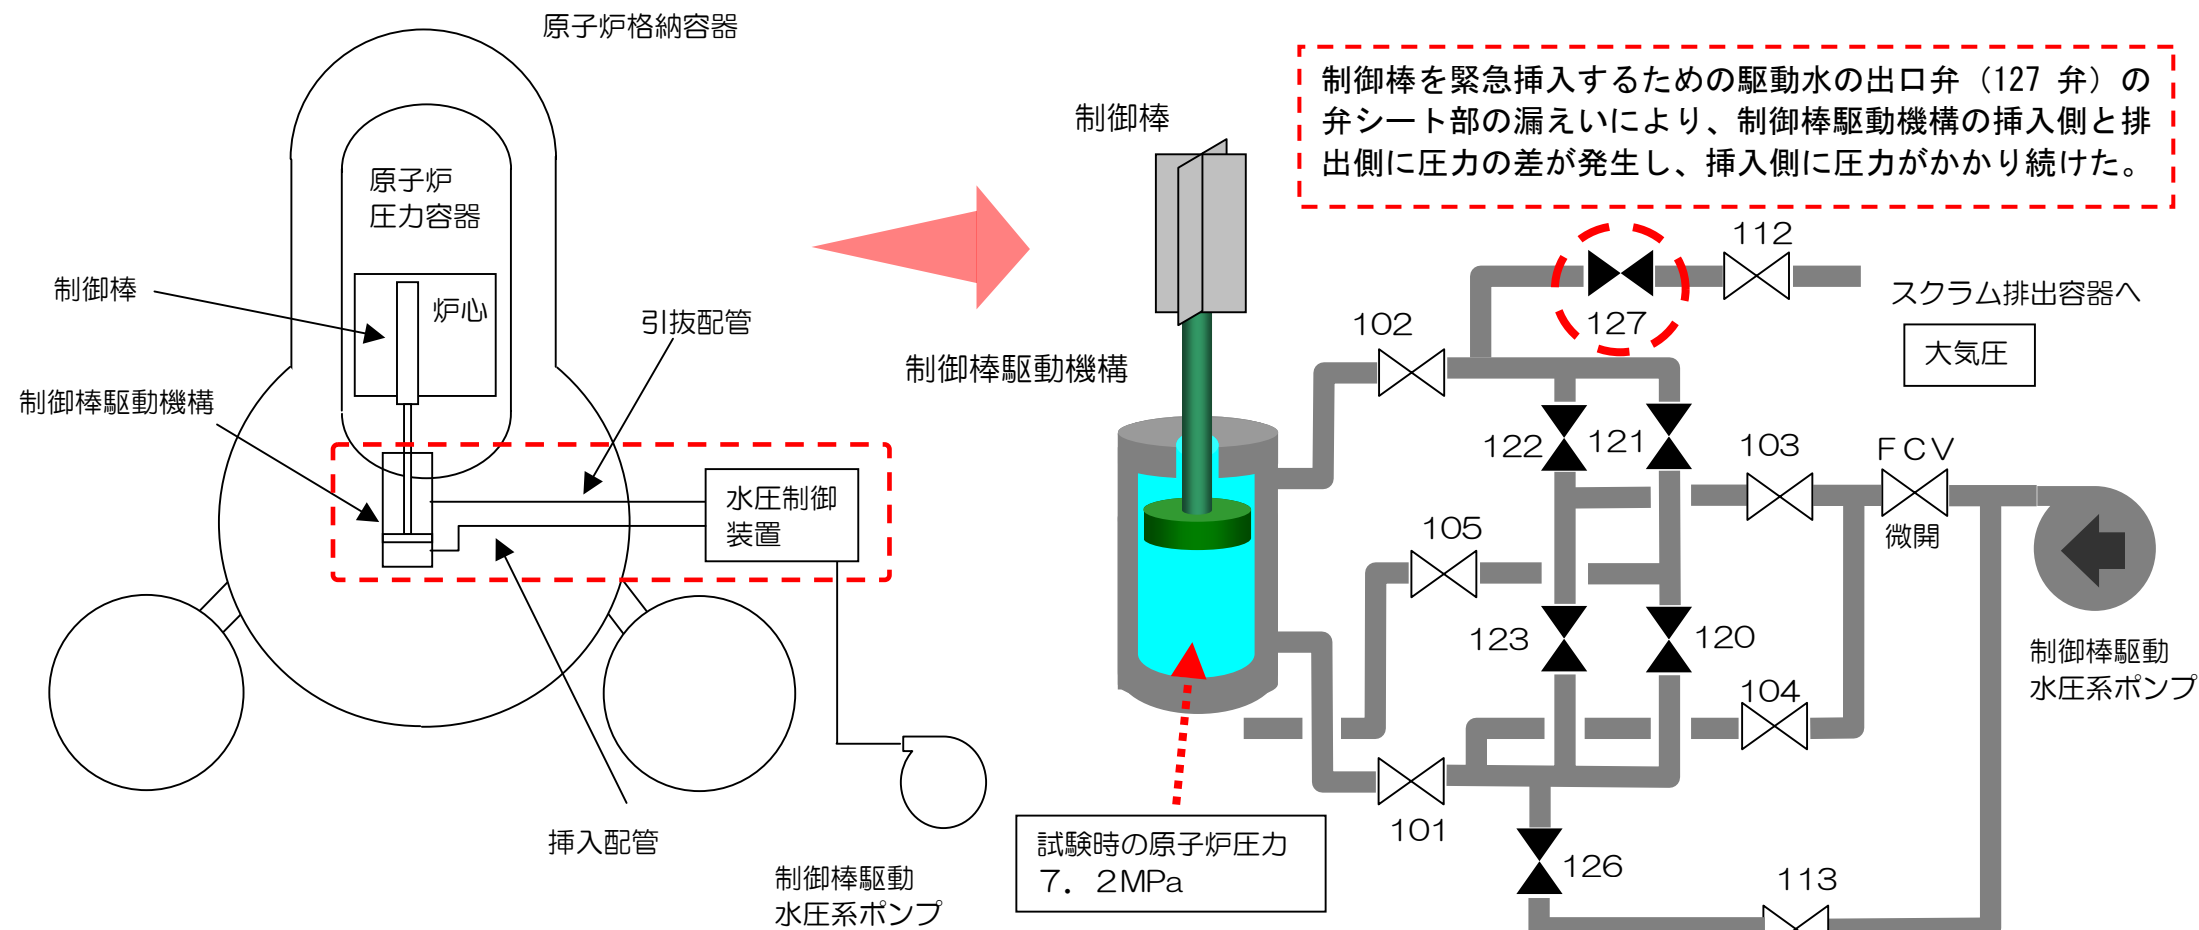 原子炉格納容器
原子炉
圧力容器
制御棒
炉心
引抜配管
制御棒駆動機構
水圧制御
装置
挿入配管
制御棒駆動
水圧系ポンプ
制御棒を緊急挿入するための駆動水の出口弁（127 弁）の
弁シート部の漏えいにより、制御棒駆動機構の挿入側と排
出側に圧力の差が発生し、挿入側に圧力がかかり続けた。
制御棒
制御棒駆動機構
112
127
スクラム排出容器へ
大気圧
102
122
121
103
ＦＣＶ
微開
105
123
120
104
制御棒駆動
水圧系ポンプ
101
126
113
試験時の原子炉圧力
７．２MPa